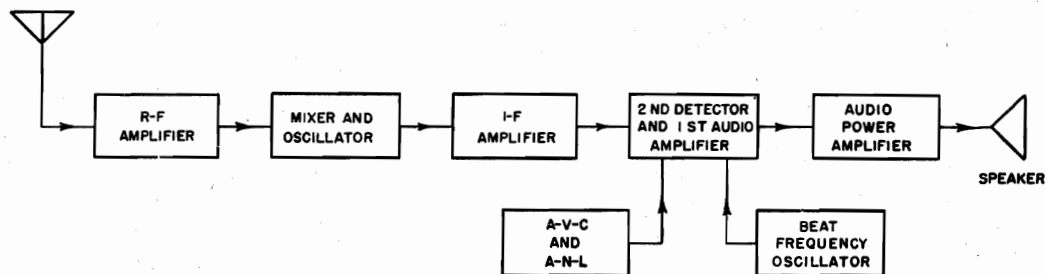 R-F
AMPLIFIER
MIXER AND
OSCILLATOR
I-F
AMPLIFIER
2 ND DETECTOR
AND 1 ST AUDIO
AMPLIFIER
AUDIO
POWER
AMPLIFIER
SPEAKER
A-V-C
AND
A-N-L
BEAT
FREQUENCY
OSCILLATOR